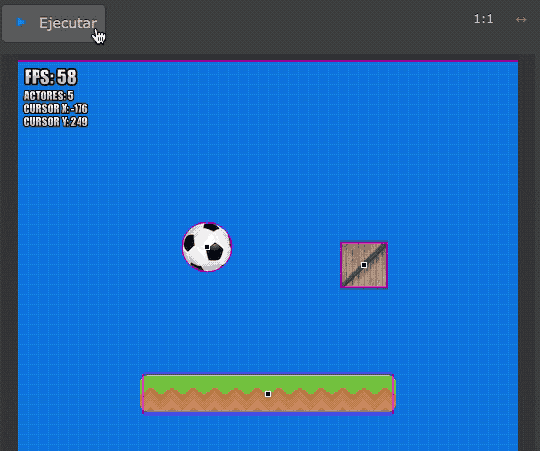 Ejecutar
1:1
FPS: 58
ACTORES: 5
CURSOR X: -176
CURSOR Y: 249